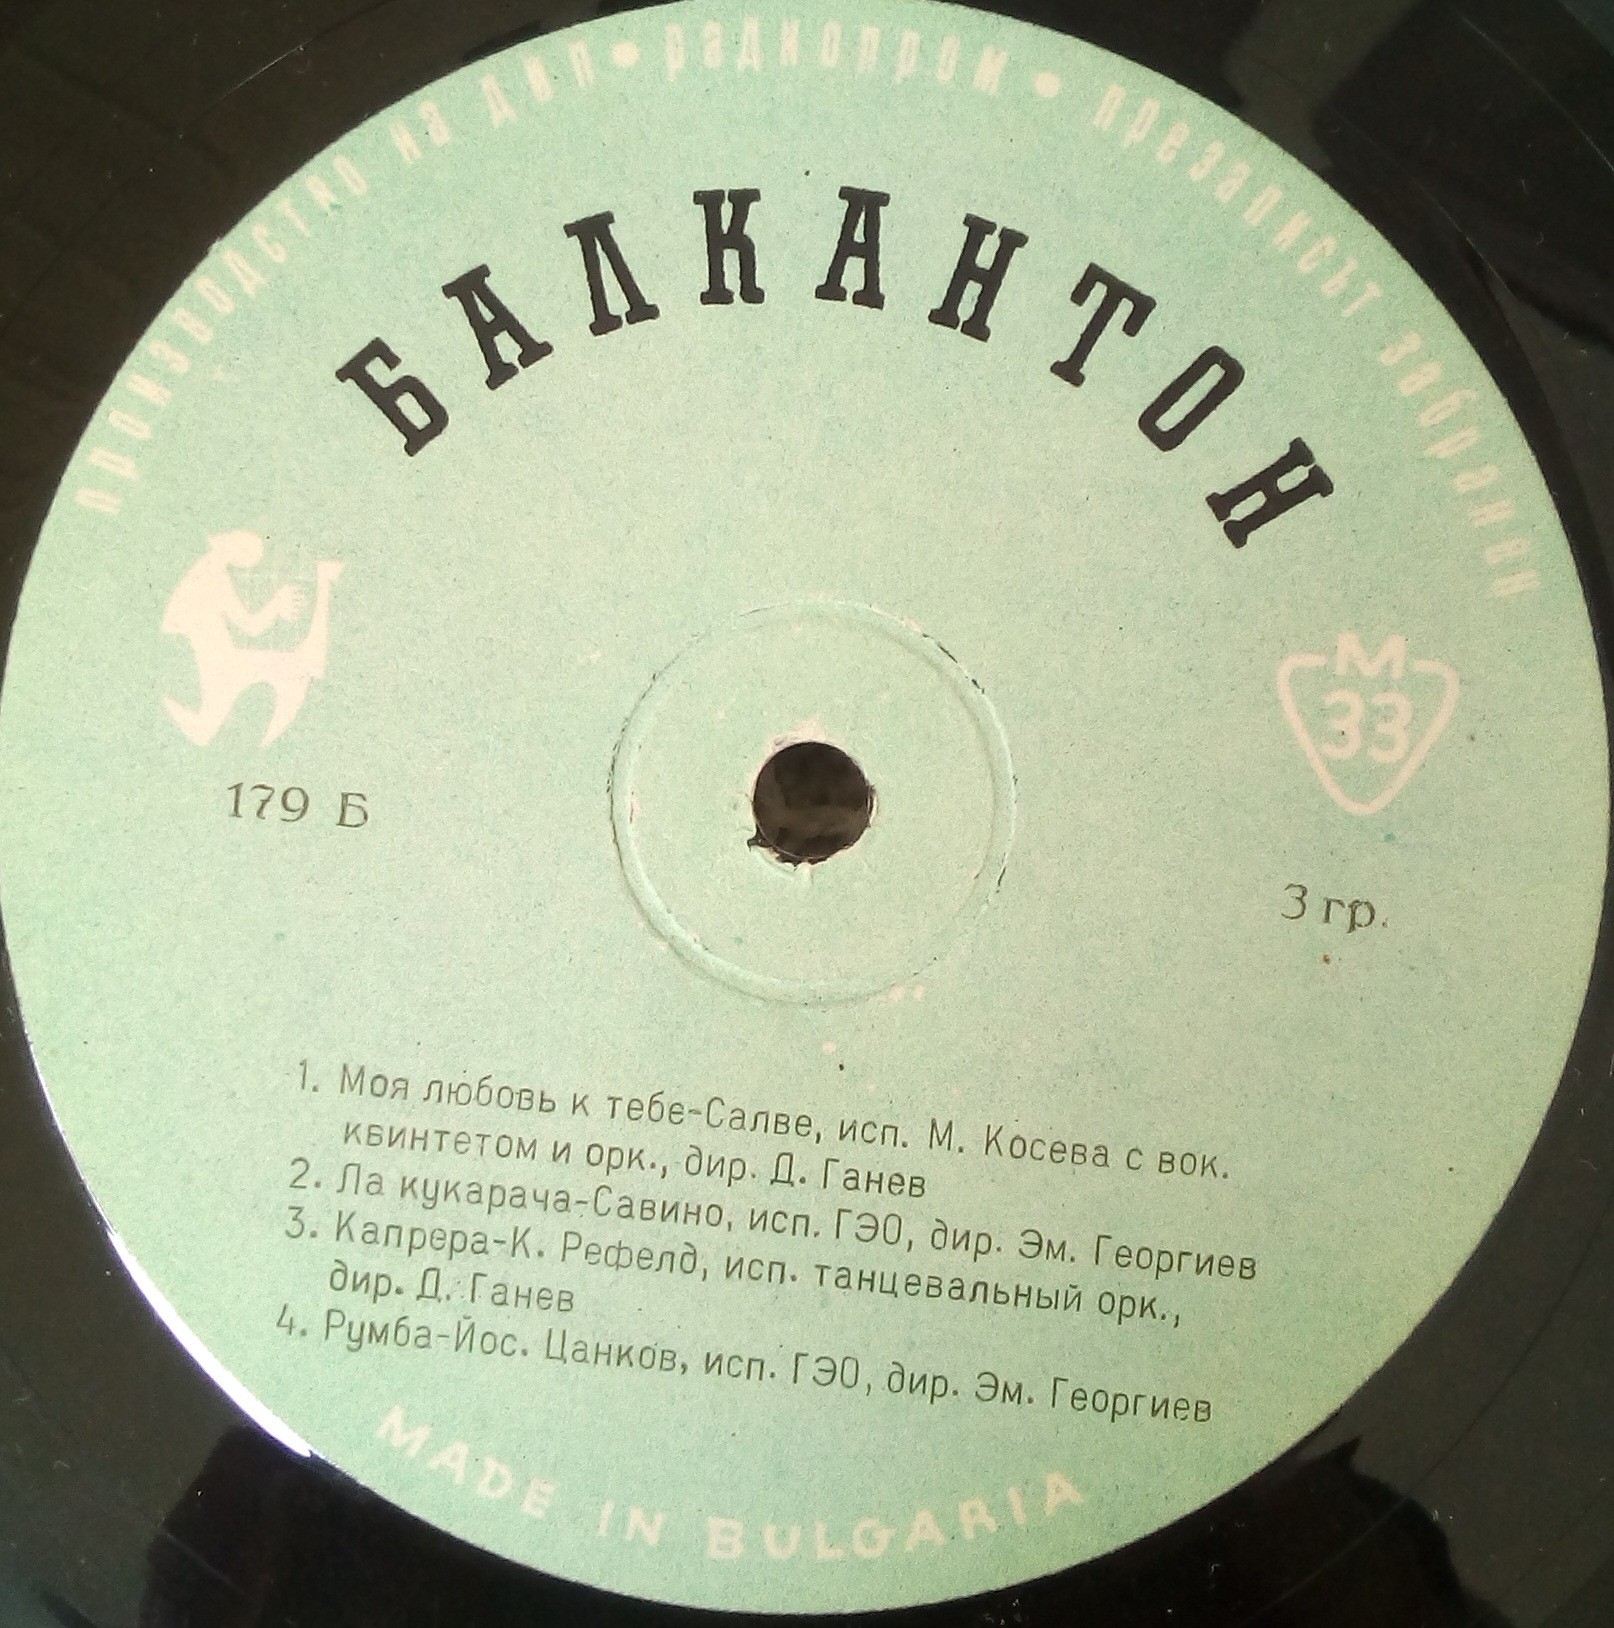 производство на дип • радиопром • презаписът забранен
БАЛКАНТОН
М
33
179 Б
3 гр.
1. Моя любовь к тебе-Салве, исп. М. Косева с вок.
квинтетом и орк., дир. Д. Ганев
2. Ла кукарача-Савино, исп. ГЭО, дир. Эм. Георгиев
3. Капрера-К. Рефелд, исп. танцевальный орк.,
дир. Д. Ганев
4. Румба-Йос. Цанков, исп. ГЭО, дир. Эм. Георгиев
MADE IN BULGARIA